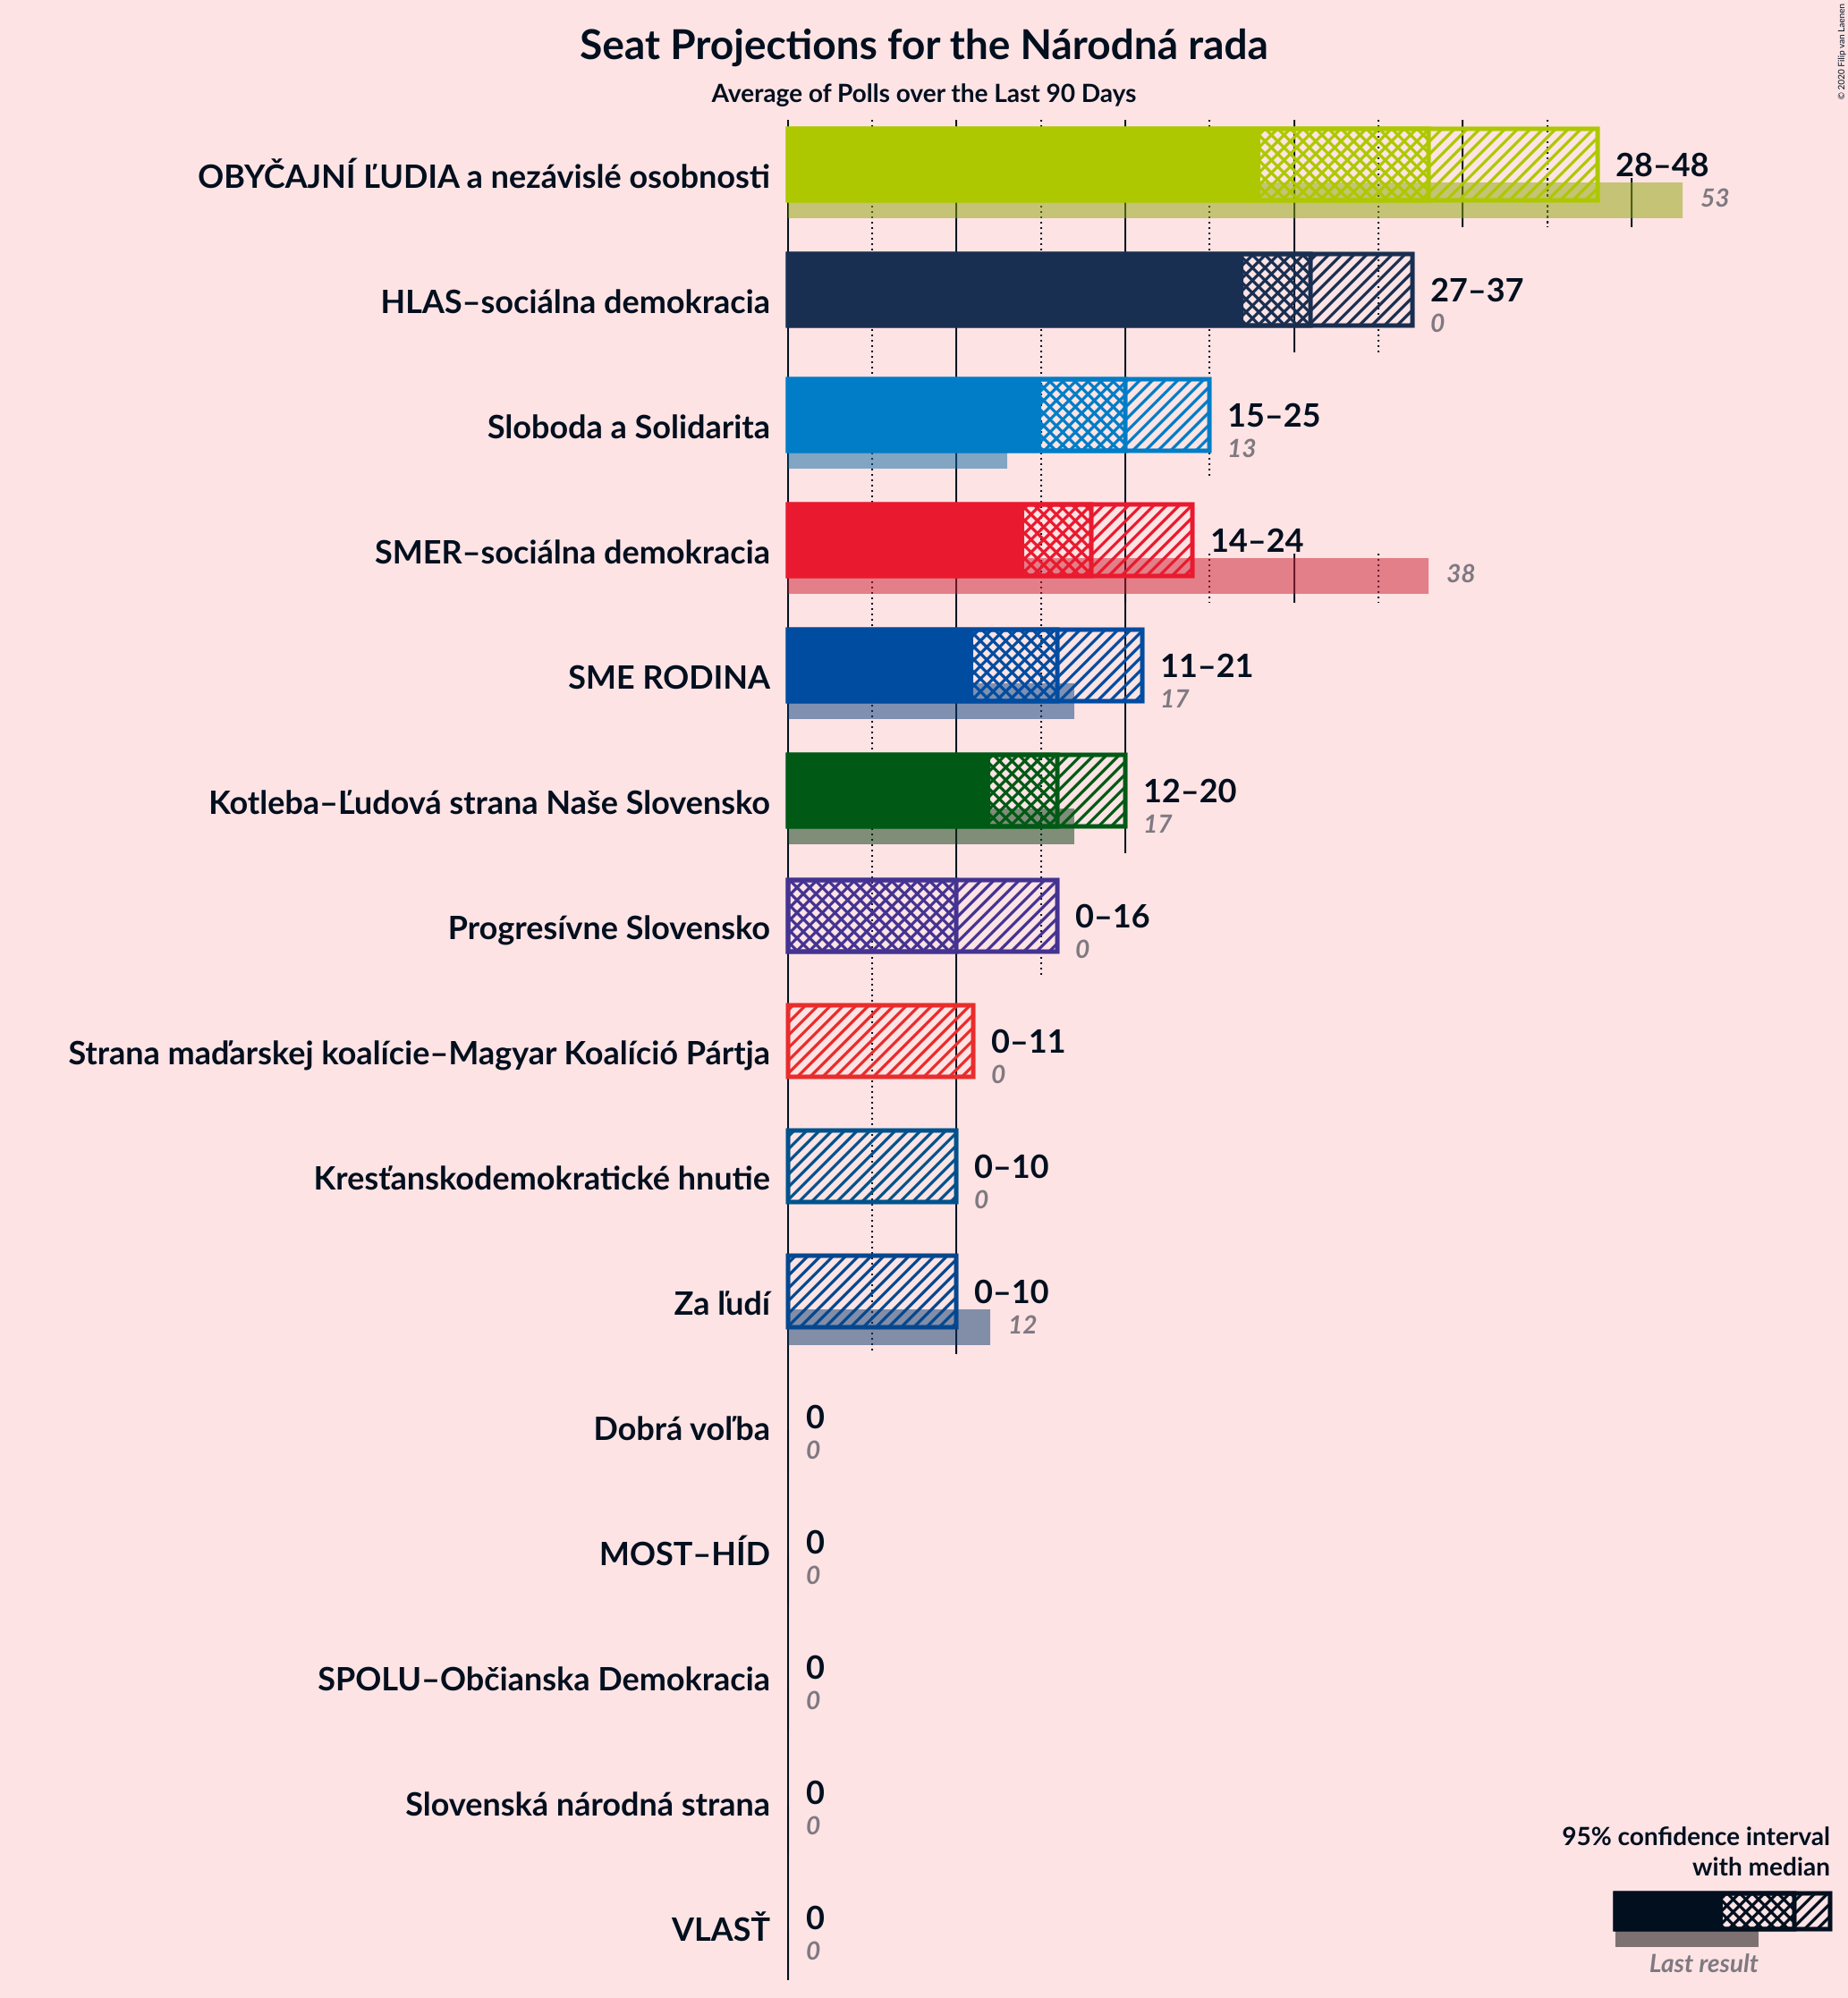 © 2020 Filip van Laenen
Seat Projections for the Národná rada
Average of Polls over the Last 90 Days
OBYČAJNÍ ĽUDIA a nezávislé osobnosti
28–48
53
HLAS–sociálna demokracia
27–37
0
Sloboda a Solidarita
15–25
13
SMER–sociálna demokracia
14–24
38
SME RODINA
11–21
17
Kotleba–Ľudová strana Naše Slovensko
12–20
17
Progresívne Slovensko
0–16
0
Strana maďarskej koalície–Magyar Koalíció Pártja
0–11
0
Kresťanskodemokratické hnutie
0–10
0
Za ľudí
0–10
12
Dobrá voľba
0
0
MOST–HÍD
0
0
SPOLU–Občianska Demokracia
0
0
Slovenská národná strana
0
0
VLASŤ
0
0
95% confidence interval
with median
Last result